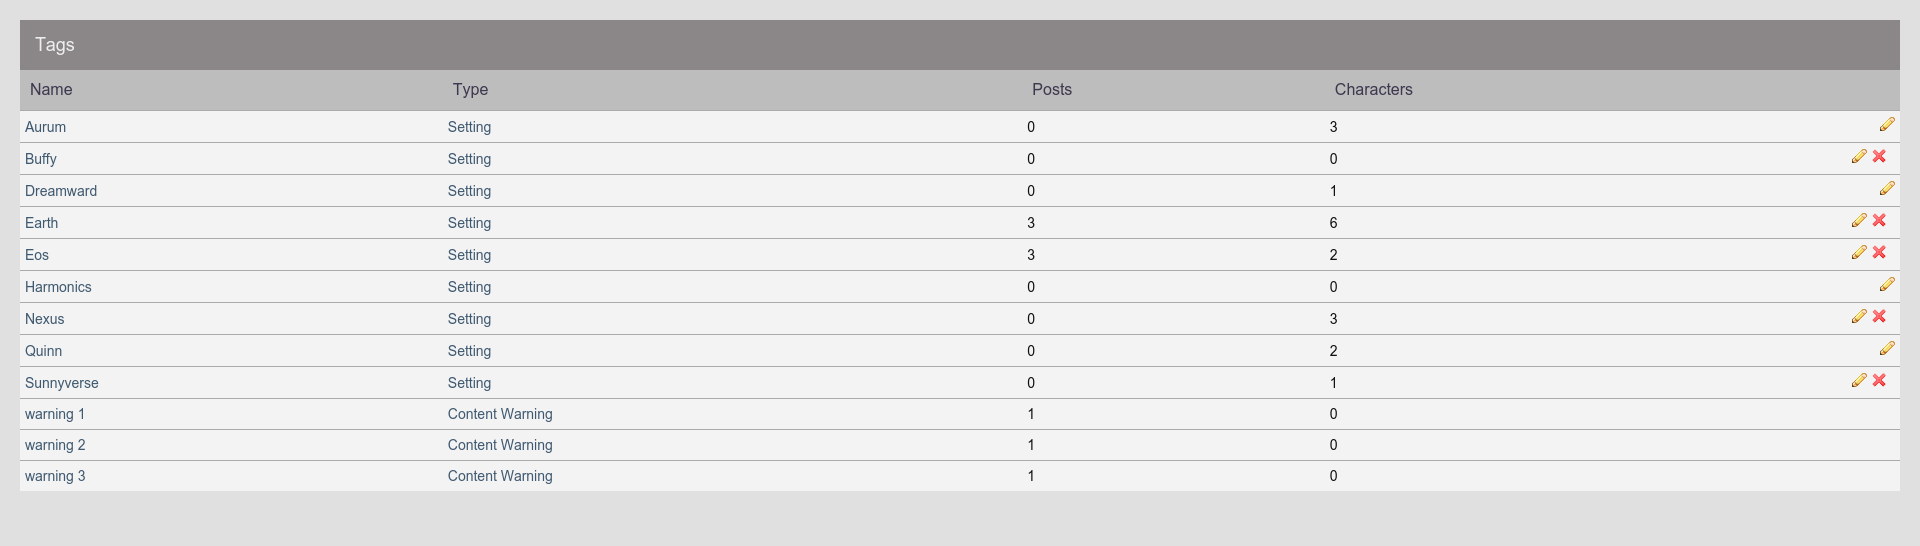 Tags
Name Type Posts Characters
Aurum Setting 0 3
Buffy Setting 0 0
Dreamward Setting 0 1
Earth Setting 3 6
Eos Setting 3 2
Harmonics Setting 0 0
Nexus Setting 0 3
Quinn Setting 0 2
Sunnyverse Setting 0 1
warning 1 Content Warning 1 0
warning 2 Content Warning 1 0
warning 3 Content Warning 1 0